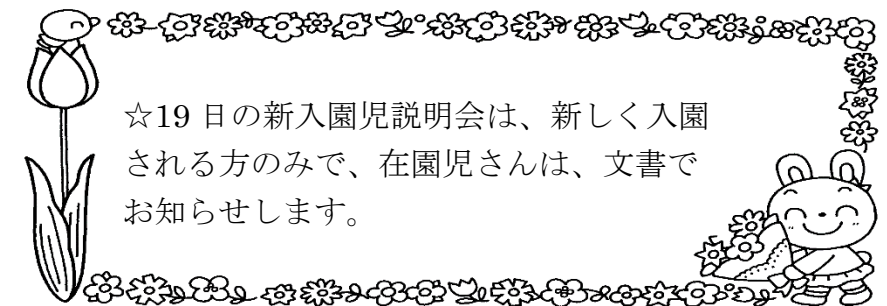 ☆19日の新入園児説明会は、新しく入園
される方のみで、在園児さんは、文書で
お知らせします。